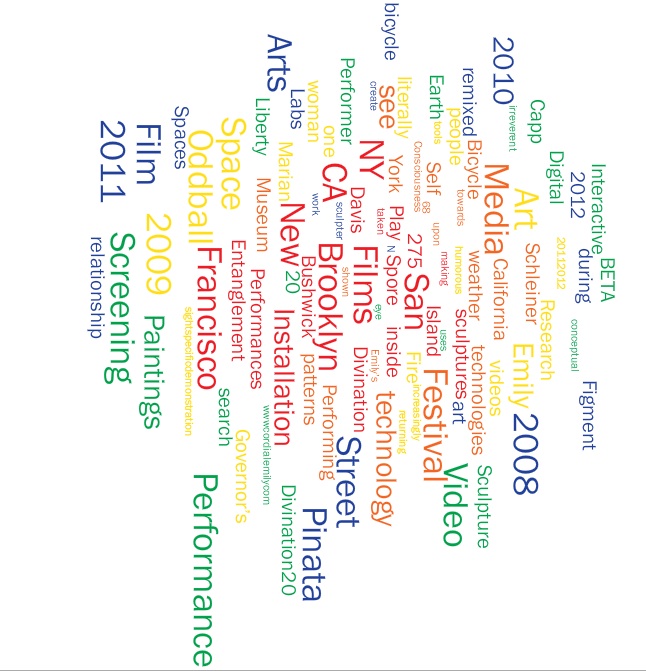 BETA
Interactive
during
Figment
2012
conceptual
Digital
20112012
Research
Capp
Art
Schleiner
Emily
2008
2010
irreverent
Media
California
videos
remixed
Bicycle
weather
technologies
Sculpture
people
towards
humorous
sculptures
art
Video
Earth
tools
Self
68
upon
making
Island
uses
Festival
Consciousness
275
San
Fire
increasingly
literally
returning
bicycle
see
York
Play
N
Spore
inside
technology
create
NY
taken
eye
Emily's
Films
Davis
Divination
Street
Performer
CA
sculpter
shown
one
Brooklyn
Performing
woman
work
Bushwick
patterns
Pinata
Labs
Arts
Marian
New
20
Installation
Divination20
Liberty
Museum
Performances
wwwcordialemilycom
Space
Entanglement
Governor's
search
Oddball
Francisco
Performance
Spaces
sightspecificdemonstration
Film
2009
Paintings
2011
Screening
relationship